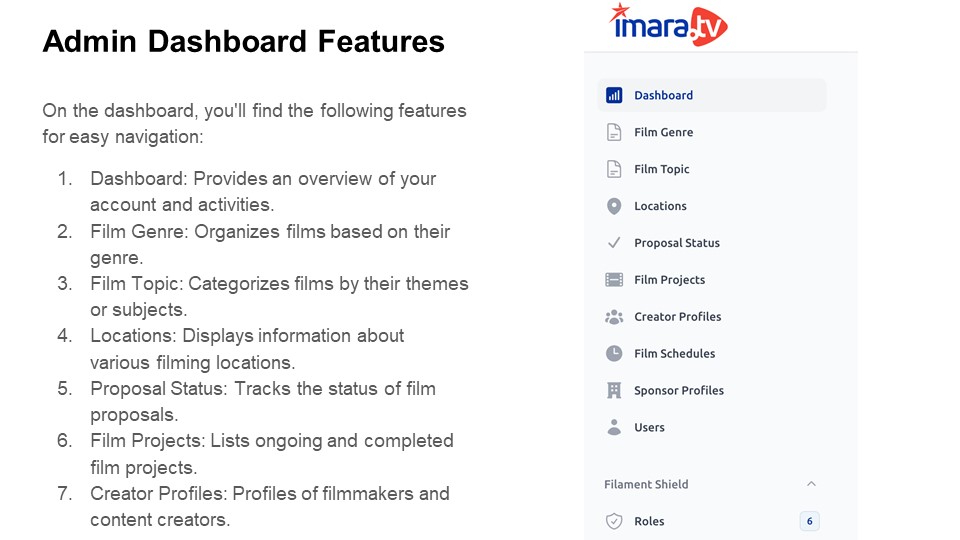 Admin Dashboard Features
On the dashboard, you'll find the following features
for easy navigation:
1. Dashboard: Provides an overview of your
account and activities.
2. Film Genre: Organizes films based on their
genre.
3. Film Topic: Categorizes films by their themes
or subjects.
4. Locations: Displays information about
various filming locations.
5. Proposal Status: Tracks the status of film
proposals.
6. Film Projects: Lists ongoing and completed
film projects.
7. Creator Profiles: Profiles of filmmakers and
content creators.
imara.tv
Dashboard
Film Genre
Film Topic
Locations
Proposal Status
Film Projects
Creator Profiles
Film Schedules
Sponsor Profiles
Users
Filament Shield
Roles 6